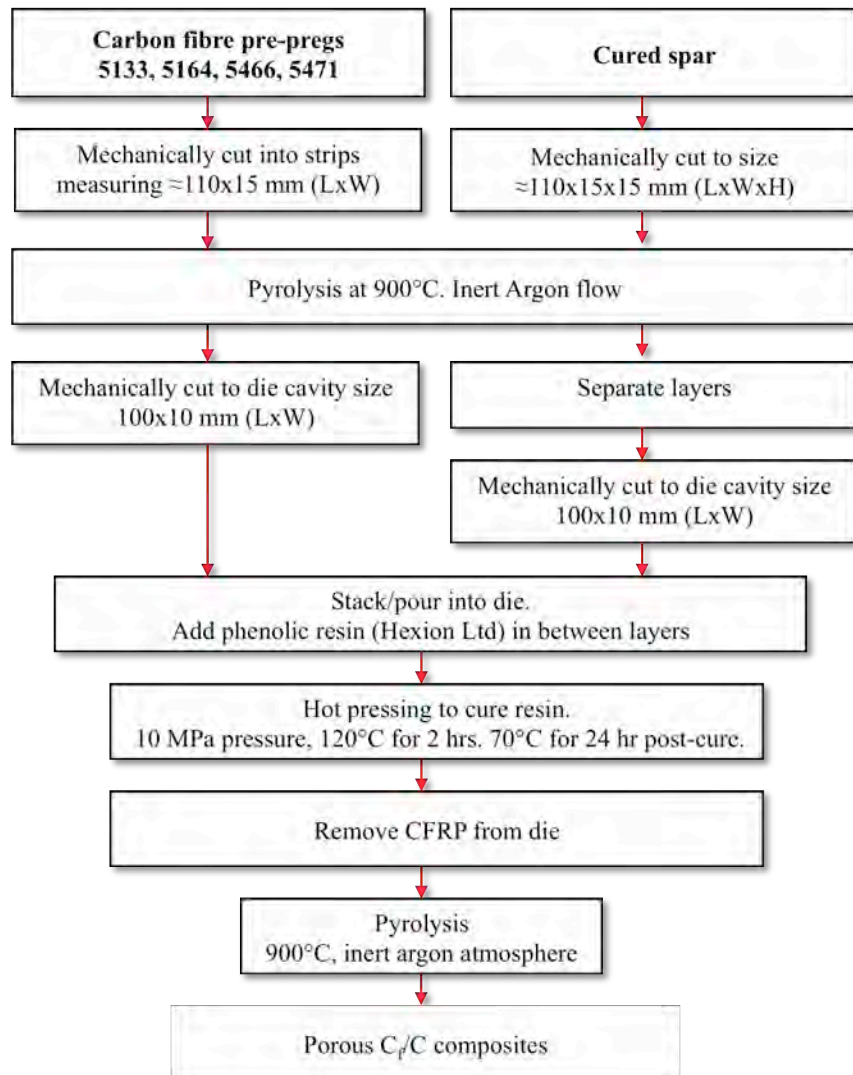 Carbon fibre pre-pregs
5133, 5164, 5466, 5471
Cured spar
Mechanically cut into strips
measuring ≈110x15 mm (LxW)
Mechanically cut to size
≈110x15x15 mm (LxWxH)
Pyrolysis at 900°C. Inert Argon flow
Mechanically cut to die cavity size
100x10 mm (LxW)
Separate layers
Mechanically cut to die cavity size
100x10 mm (LxW)
Stack/pour into die.
Add phenolic resin (Hexion Ltd) in between layers
Hot pressing to cure resin.
10 MPa pressure, 120°C for 2 hrs. 70°C for 24 hr post-cure.
Remove CFRP from die
Pyrolysis
900°C, inert argon atmosphere
Porous Cf/C composites